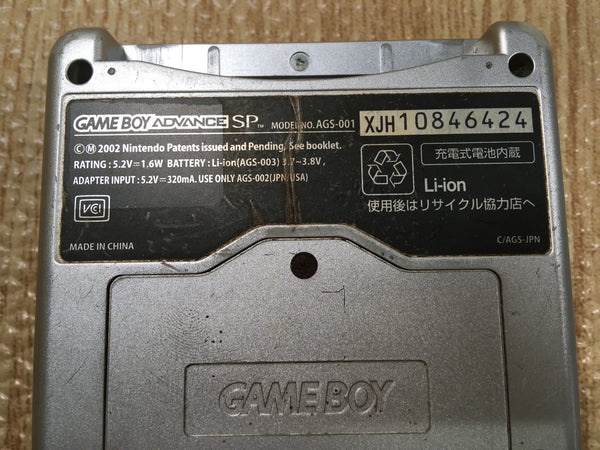 GAME BOY ADVANCE SP TM MODEL NO. AGS-001 XJH10846424
©Ⓜ 2002 Nintendo Patents issued and Pending. See booklet.
RATING : 5.2V⎓1.6W BATTERY : Li-ion(AGS-003) 3.7~3.8V,
ADAPTER INPUT : 5.2V⎓320mA. USE ONLY AGS-002(JPN/USA)
VCI
MADE IN CHINA
充電式電池内蔵
Li-ion
使用後はリサイクル協力店へ
C/AGS-JPN
GAME BOY